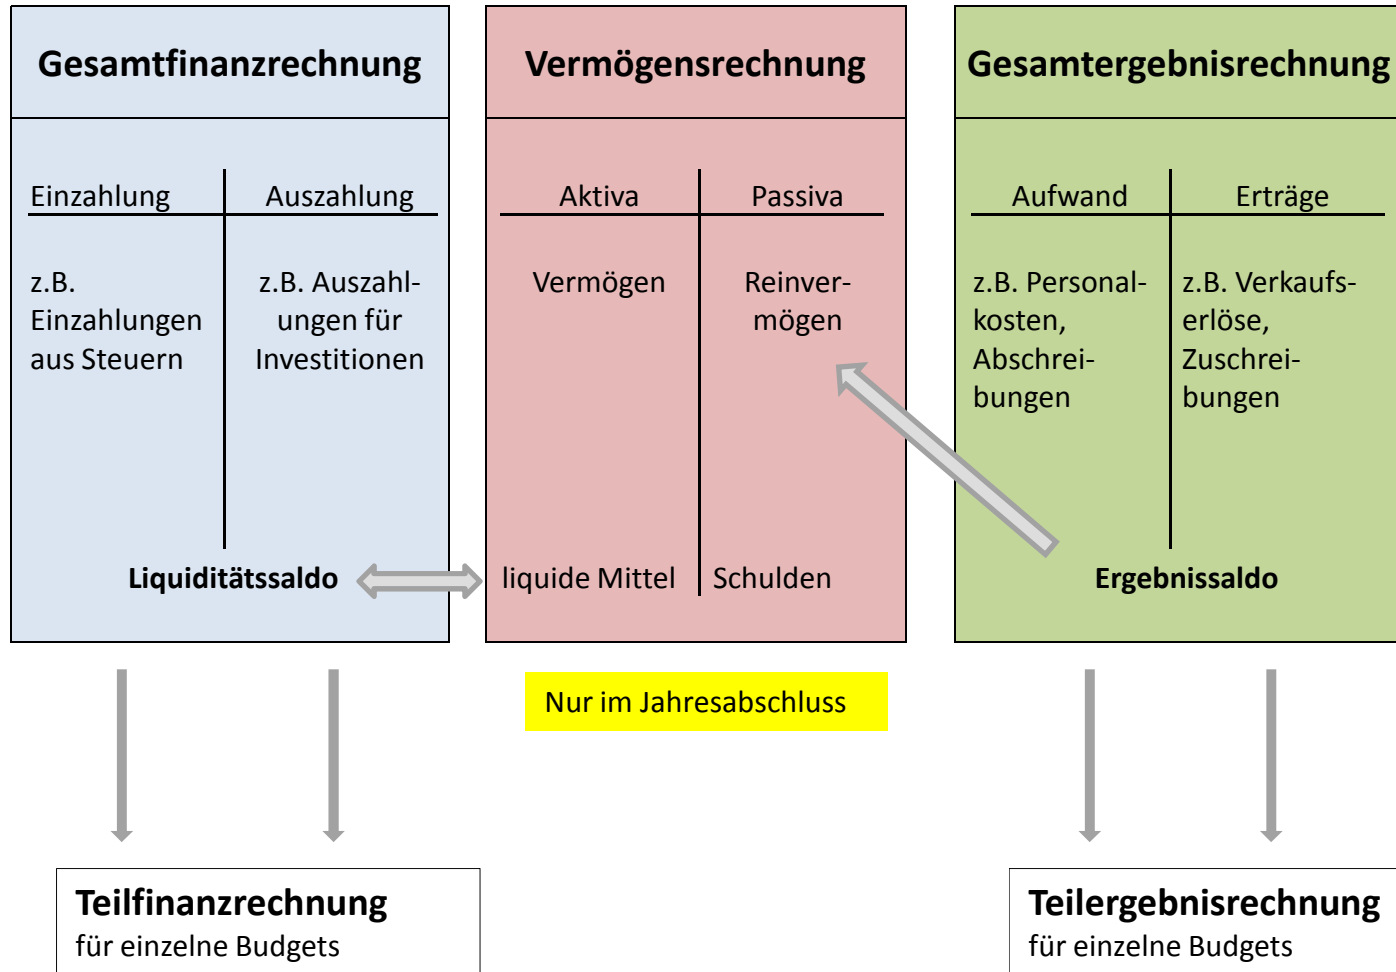 Gesamtfinanzrechnung
Einzahlung
Auszahlung
z.B.
Einzahlungen
aus Steuern
z.B. Auszahl-
ungen für
Investitionen
Liquiditätssaldo
Vermögensrechnung
Aktiva
Passiva
Vermögen
Reinver-
mögen
liquide Mittel
Schulden
Gesamtergebnisrechnung
Aufwand
Erträge
z.B. Personal-
kosten,
Abschrei-
bungen
z.B. Verkaufs-
erlöse,
Zuschrei-
bungen
Ergebnissaldo
Nur im Jahresabschluss
Teilfinanzrechnung
für einzelne Budgets
Teilergebnisrechnung
für einzelne Budgets